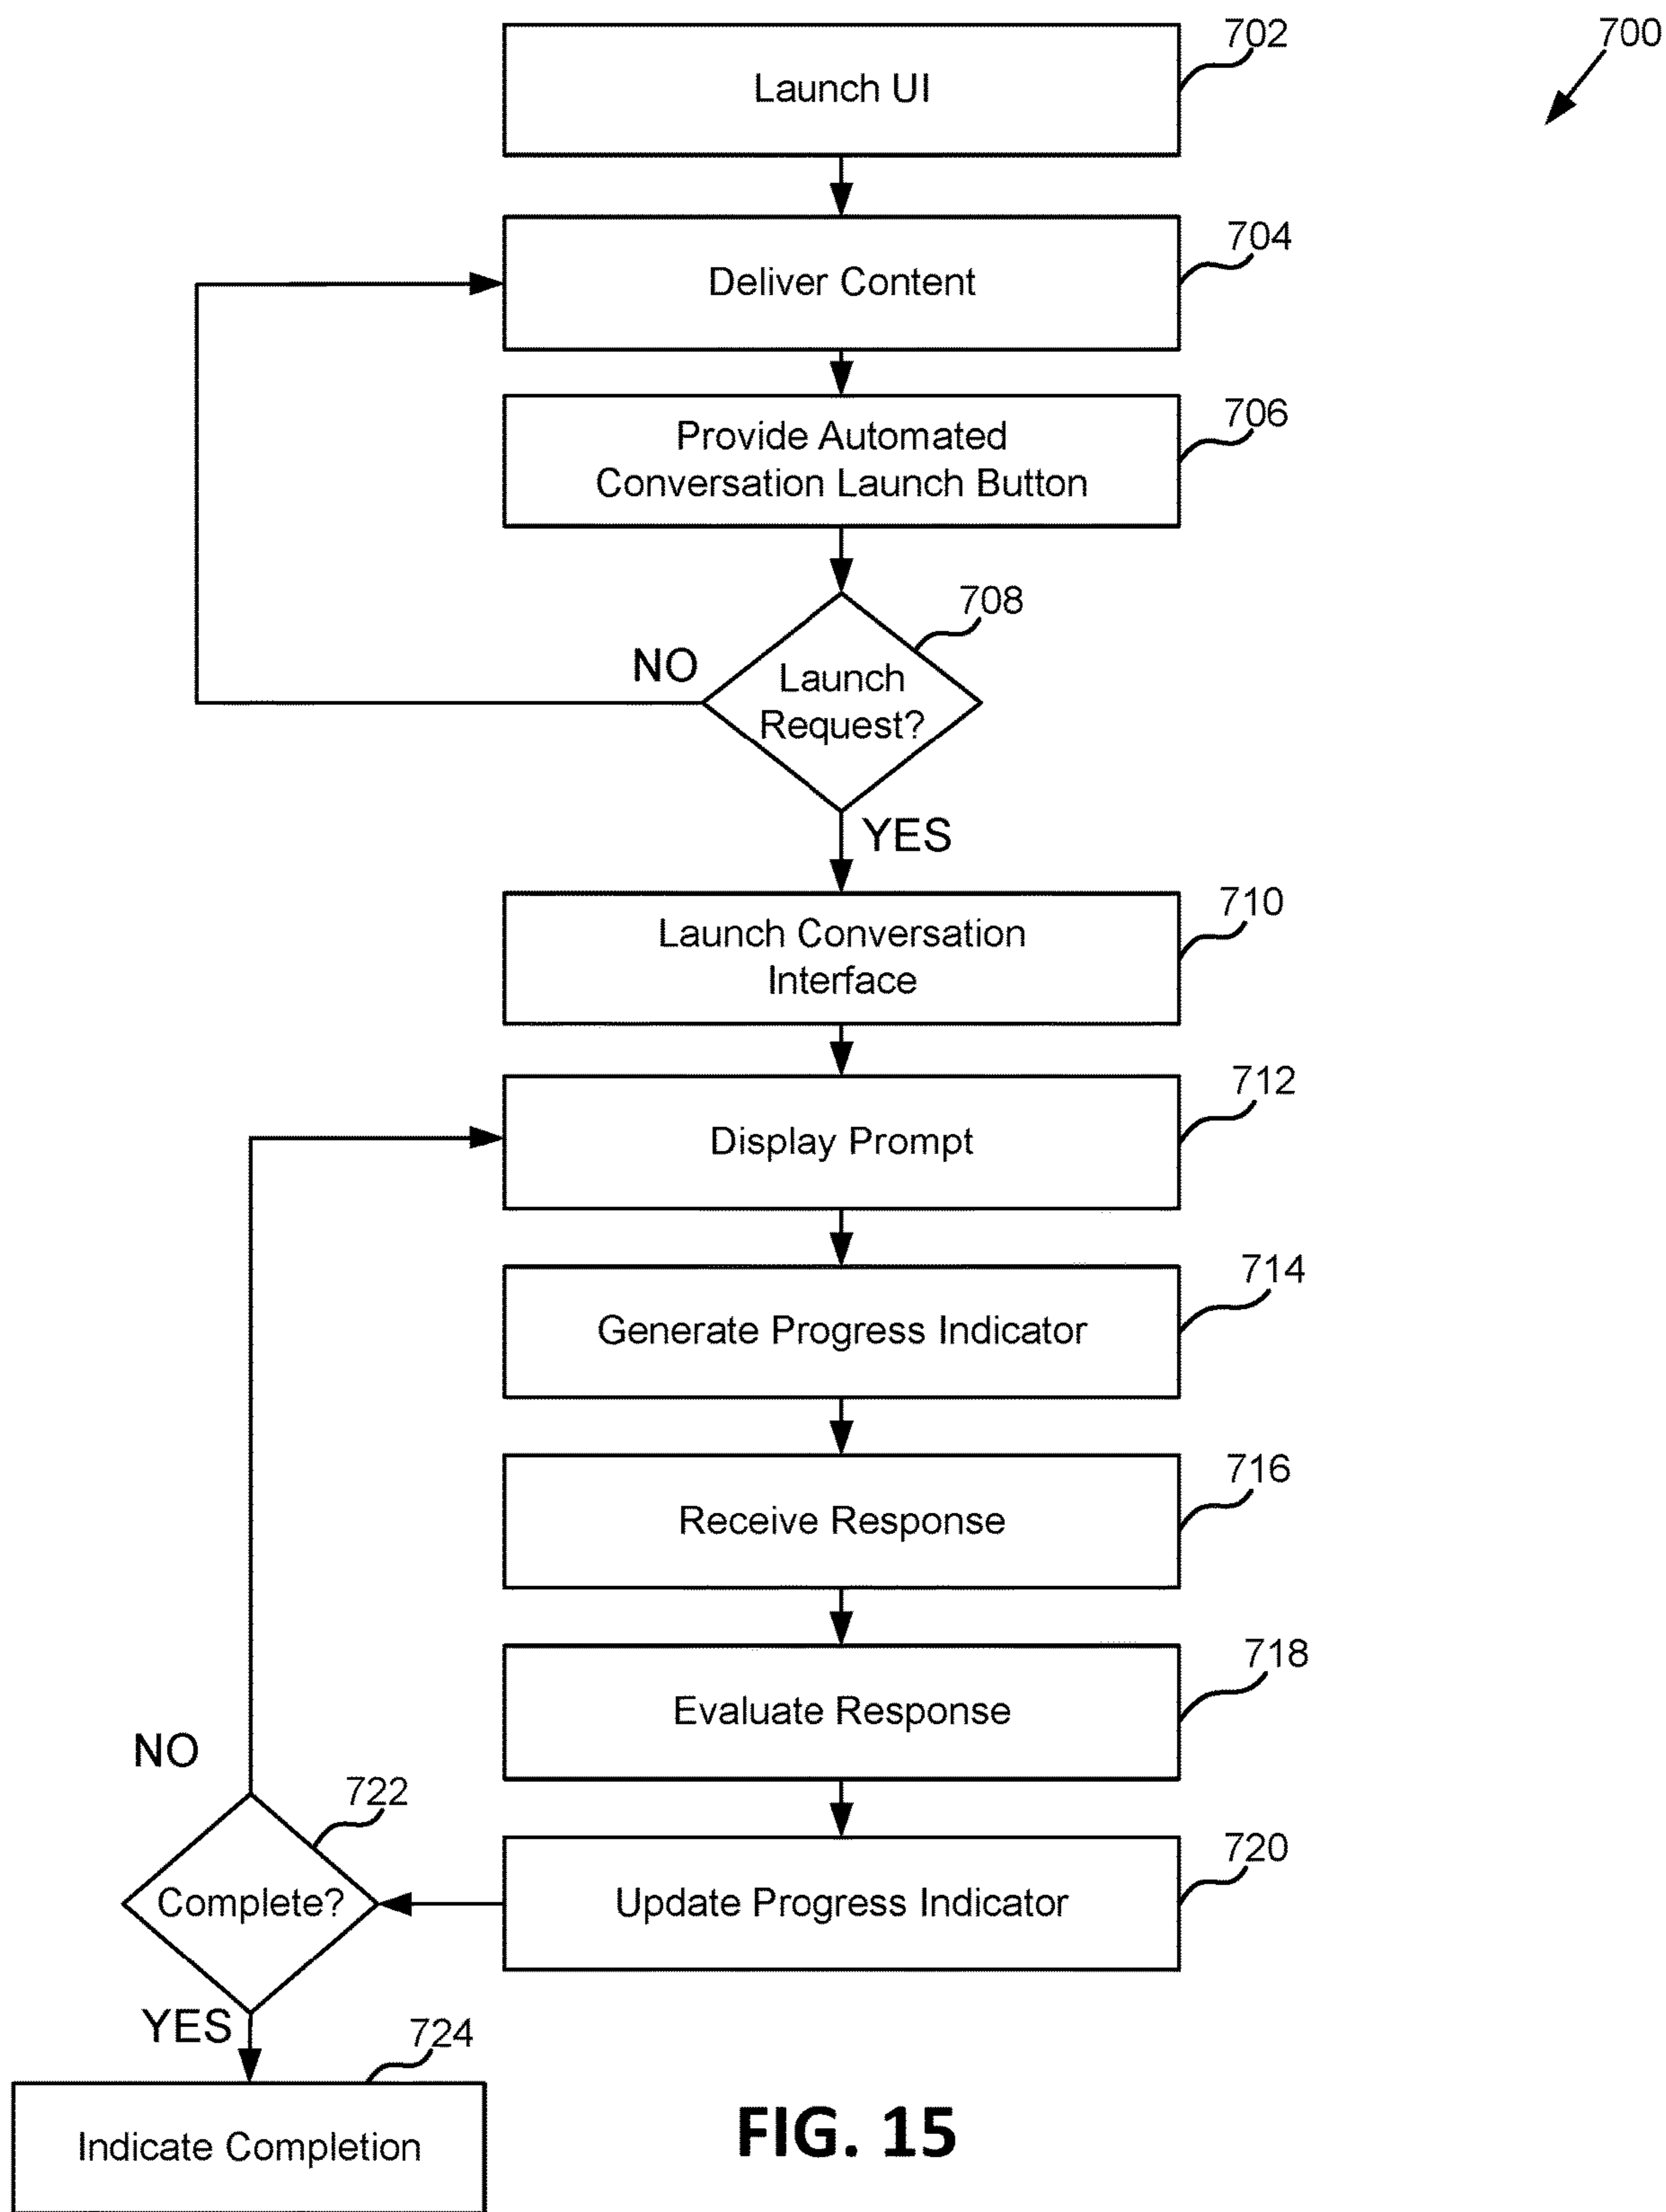 702
700
Launch UI
704
Deliver Content
706
Provide Automated
Conversation Launch Button
708
NO
Launch
Request?
YES
710
Launch Conversation
Interface
712
Display Prompt
714
Generate Progress Indicator
716
Receive Response
718
Evaluate Response
NO
722
720
Complete?
Update Progress Indicator
YES
724
Indicate Completion
FIG. 15